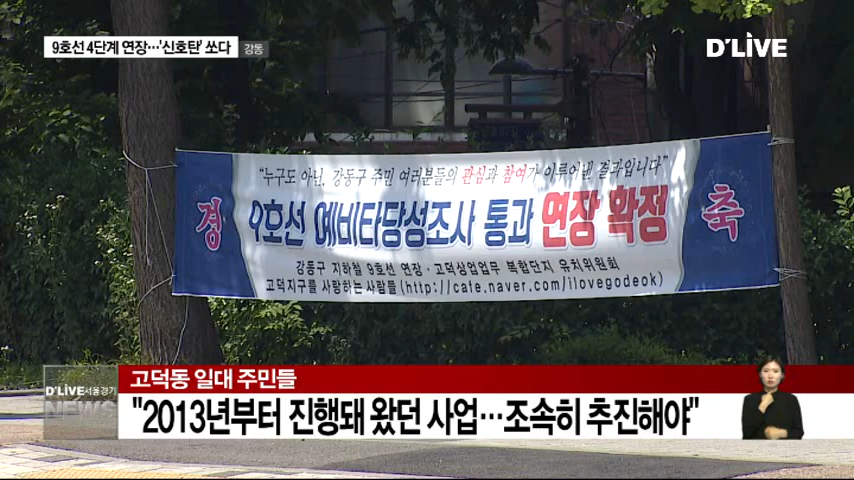 9호선 4단계 연장…'신호탄' 쏘다
강동
D'LIVE
"누구도 아닌, 강동구 주민 여러분들의 관심과 참여가 이루어낸 결과입니다"
경
9호선 예비타당성조사 통과 연장 확정
축
강동구 지하철 9호선 연장·고덕상업업무 복합단지 유치위원회
고덕지구를 사랑하는 사람들(http://cafe.naver.com/ilovegodeok)
D'LIVE 서울경기
NEWS
고덕동 일대 주민들
"2013년부터 진행돼 왔던 사업…조속히 추진해야"